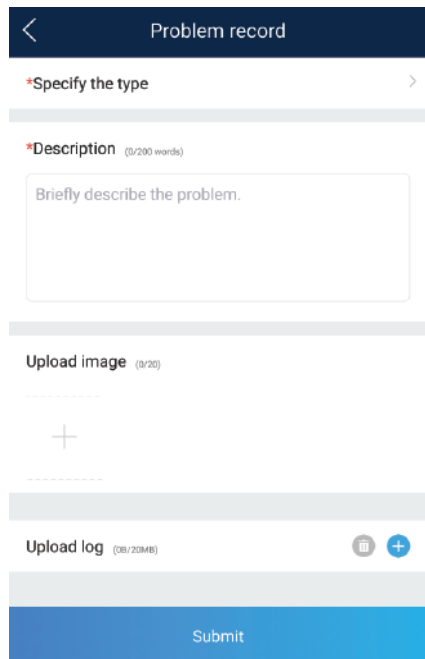 Problem record
*Specify the type
*Description (0/200 words)
Briefly describe the problem.
Upload image (0/20)
Upload log (0B/20MB)
Submit